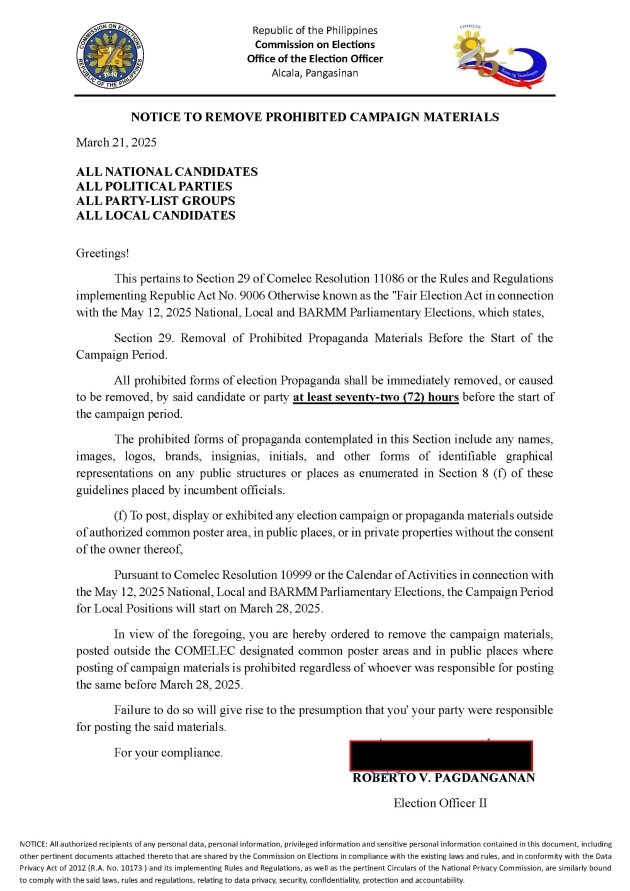 Republic of the Philippines
Commission on Elections
Office of the Election Officer
Alcala, Pangasinan
COMMISSION ON ELECTIONS
REPUBLIC OF THE PHILIPPINES
1940
COMELEC
NOTICE TO REMOVE PROHIBITED CAMPAIGN MATERIALS
March 21, 2025
ALL NATIONAL CANDIDATES
ALL POLITICAL PARTIES
ALL PARTY-LIST GROUPS
ALL LOCAL CANDIDATES
Greetings!
This pertains to Section 29 of Comelec Resolution 11086 or the Rules and Regulations
implementing Republic Act No. 9006 Otherwise known as the "Fair Election Act in connection
with the May 12, 2025 National, Local and BARMM Parliamentary Elections, which states,
Section 29. Removal of Prohibited Propaganda Materials Before the Start of the
Campaign Period.
All prohibited forms of election Propaganda shall be immediately removed, or caused
to be removed, by said candidate or party at least seventy-two (72) hours before the start of
the campaign period.
The prohibited forms of propaganda contemplated in this Section include any names,
images, logos, brands, insignias, initials, and other forms of identifiable graphical
representations on any public structures or places as enumerated in Section 8 (f) of these
guidelines placed by incumbent officials.
(f) To post, display or exhibited any election campaign or propaganda materials outside
of authorized common poster area, in public places, or in private properties without the consent
of the owner thereof,
Pursuant to Comelec Resolution 10999 or the Calendar of Activities in connection with
the May 12, 2025 National, Local and BARMM Parliamentary Elections, the Campaign Period
for Local Positions will start on March 28, 2025.
In view of the foregoing, you are hereby ordered to remove the campaign materials,
posted outside the COMELEC designated common poster areas and in public places where
posting of campaign materials is prohibited regardless of whoever was responsible for posting
the same before March 28, 2025.
Failure to do so will give rise to the presumption that you' your party were responsible
for posting the said materials.
For your compliance.
ROBERTO V. PAGDANGANAN
Election Officer II
NOTICE: All authorized recipients of any personal data, personal information, privileged information and sensitive personal information contained in this document, including
other pertinent documents attached thereto that are shared by the Commission on Elections in compliance with the existing laws and rules, and in conformity with the Data
Privacy Act of 2012 (R.A. No. 10173 ) and its implementing Rules and Regulations, as well as the pertinent Circulars of the National Privacy Commission, are similarly bound
to comply with the said laws, rules and regulations, relating to data privacy, security, confidentiality, protection and accountability.